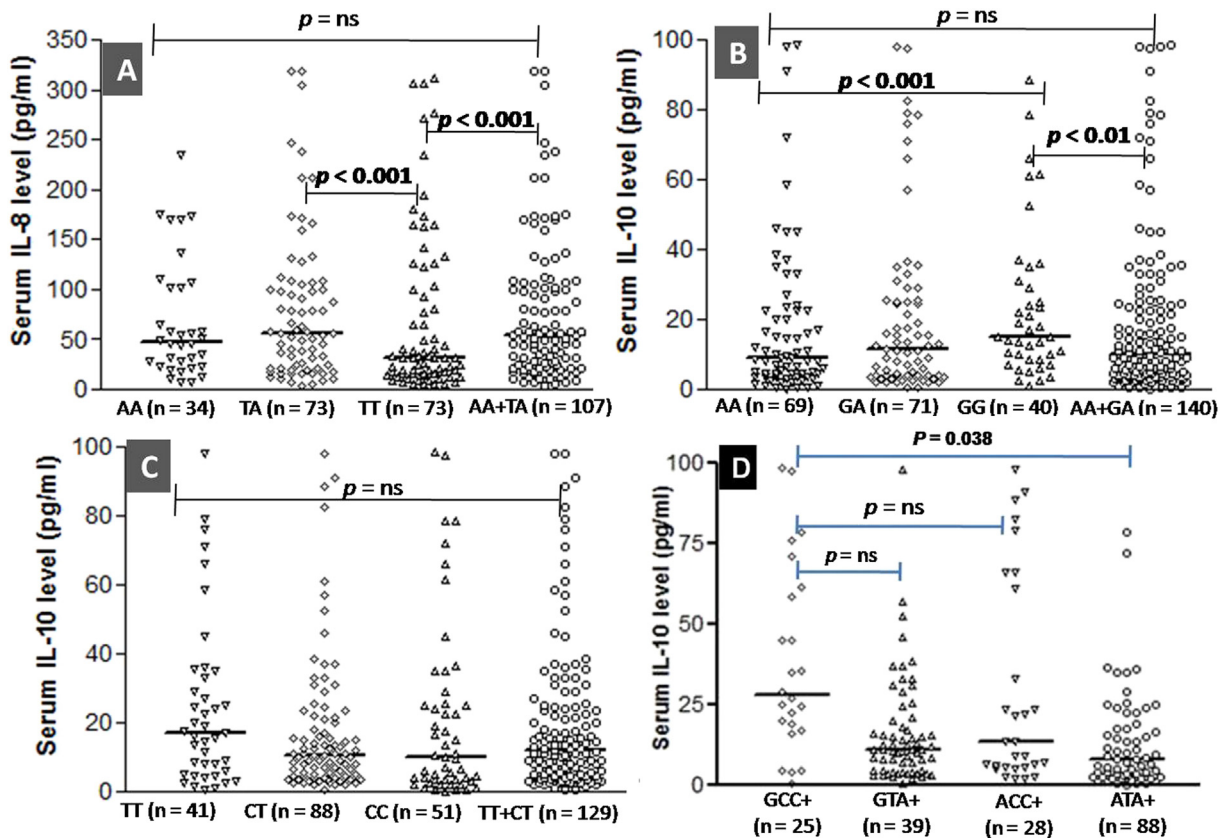 p = ns
350
300
250
200
150
100
50
0
Serum IL-8 level (pg/ml)
A
p < 0.001
p < 0.001
AA (n = 34) TA (n = 73) TT (n = 73) AA+TA (n = 107)
p = ns
100
80
60
40
20
0
Serum IL-10 level (pg/ml)
B
p < 0.001
p < 0.01
AA (n = 69) GA (n = 71) GG (n = 40) AA+GA (n = 140)
C
100
80
60
40
20
0
Serum IL-10 level (pg/ml)
p = ns
TT (n = 41) CT (n = 88) CC (n = 51) TT+CT (n = 129)
P = 0.038
D
100
75
50
25
0
Serum IL-10 level (pg/ml)
p = ns
p = ns
GCC+ GTA+ ACC+ ATA+
(n = 25) (n = 39) (n = 28) (n = 88)